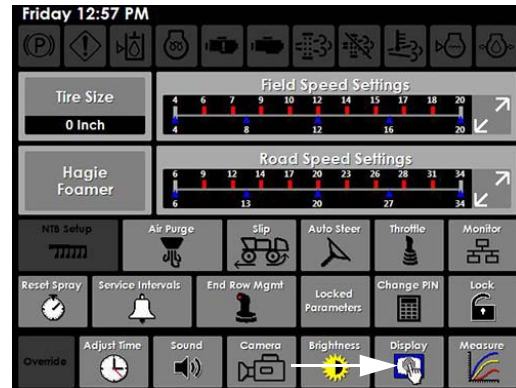 Friday 12:57 PM
Tire Size
0 Inch
Field Speed Settings
4 6 7 9 10 12 14 15 17 18 20
4 8 12 16 20
Hagie
Foamer
Road Speed Settings
6 9 12 14 17 20 23 26 28 31 34
6 13 20 27 34
NTB Setup Air Purge Slip Auto Steer Throttle Monitor
Reset Spray Service Intervals End Row Mgmt Locked
Parameters Change PIN Lock
Override Adjust Time Sound Camera Brightness Display Measure